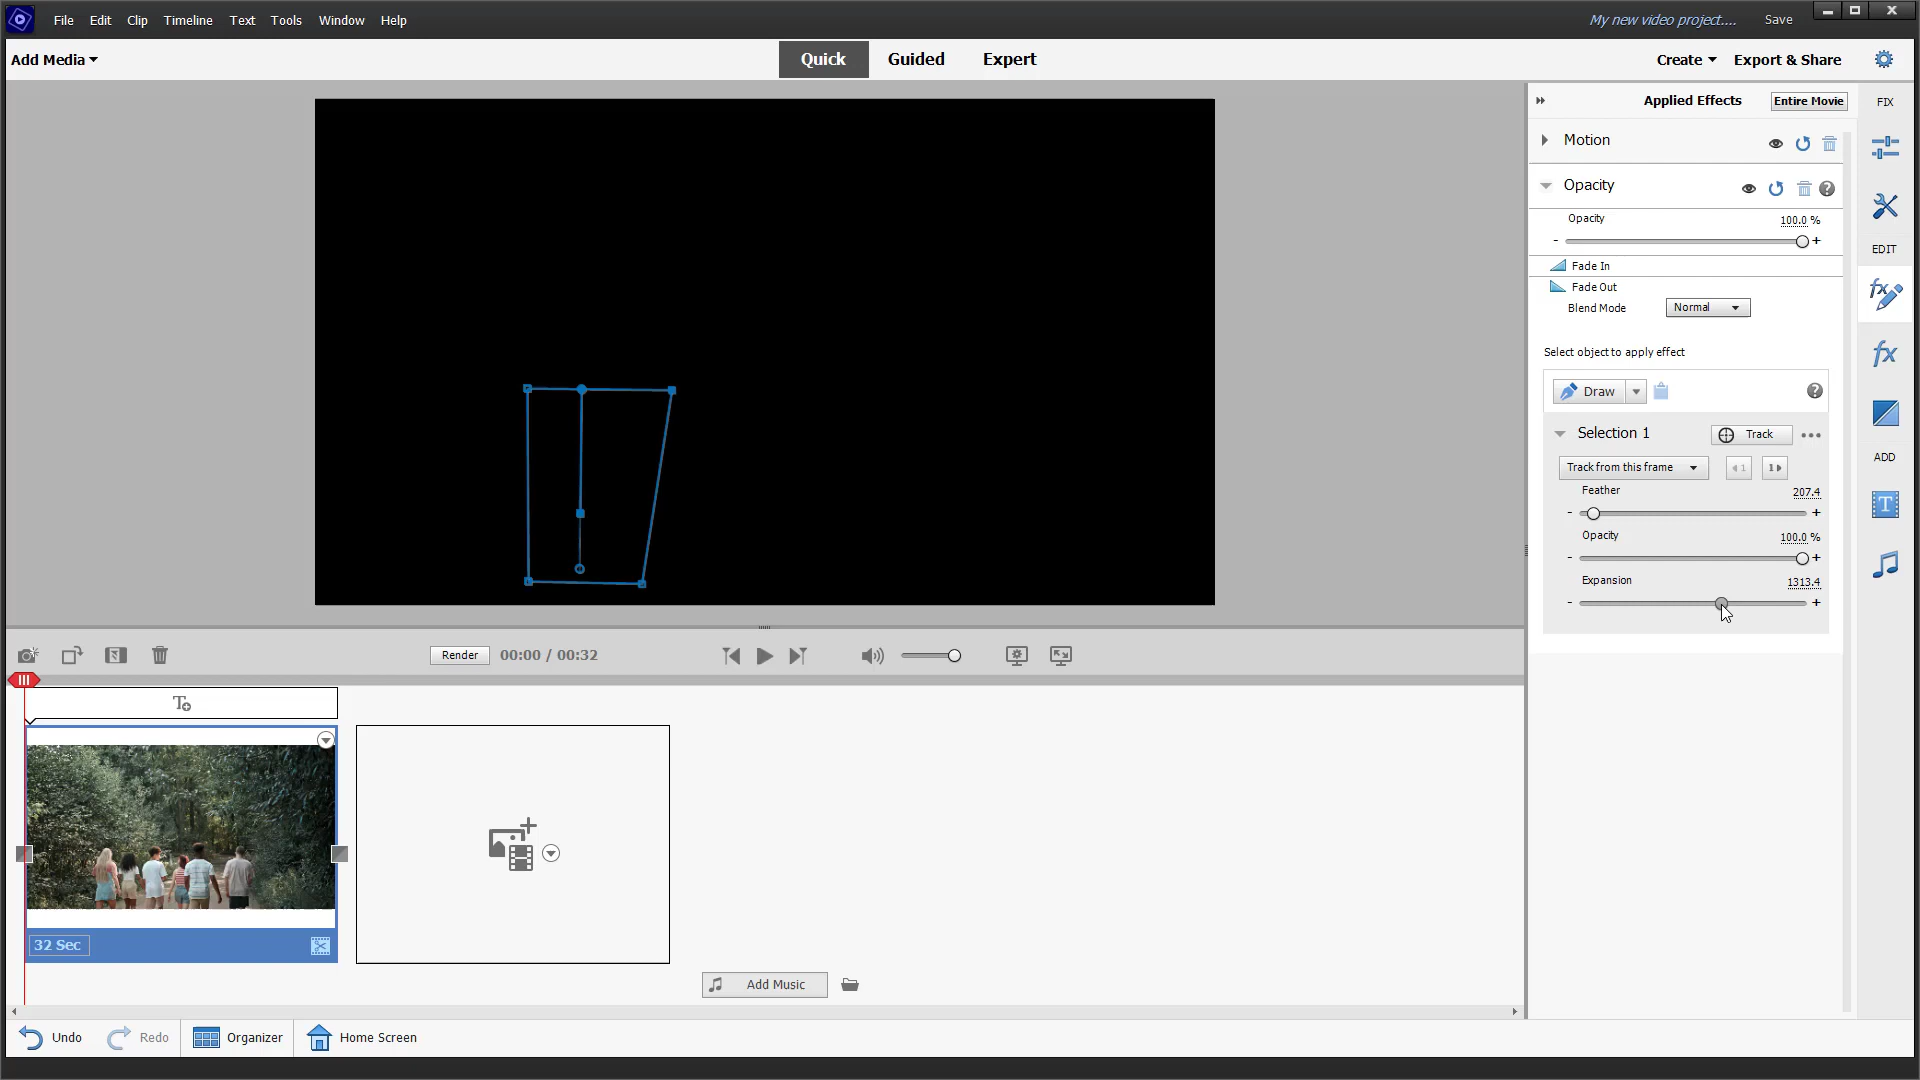 File Edit Clip Timeline Text Tools Window Help My new video project.... Save
Add Media Quick Guided Expert Create Export & Share
Applied Effects Entire Movie FIX
Motion
Opacity
Opacity 100.0 %
- +
EDIT
Fade In
Fade Out
Blend Mode Normal
Select object to apply effect
Draw
Selection 1 Track
ADD
Track from this frame 1 1
Feather 207.4
- +
Opacity 100.0 %
- +
Expansion 1313.4
- +
Render 00:00 / 00:32
32 Sec
Add Music
Undo Redo Organizer Home Screen